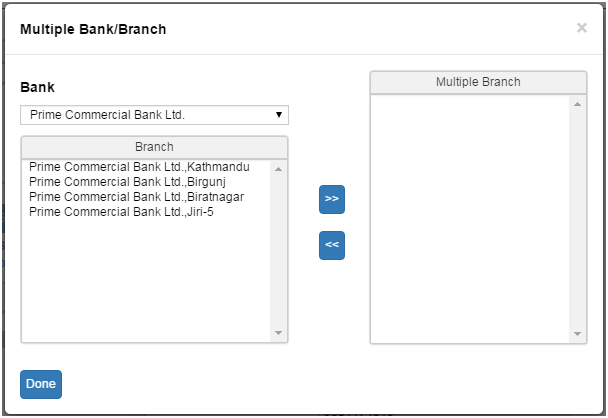 Multiple Bank/Branch
×
Bank
Prime Commercial Bank Ltd.
Branch
Prime Commercial Bank Ltd.,Kathmandu
Prime Commercial Bank Ltd.,Birgunj
Prime Commercial Bank Ltd.,Biratnagar
Prime Commercial Bank Ltd.,Jiri-5
>>
<<
Multiple Branch
Done